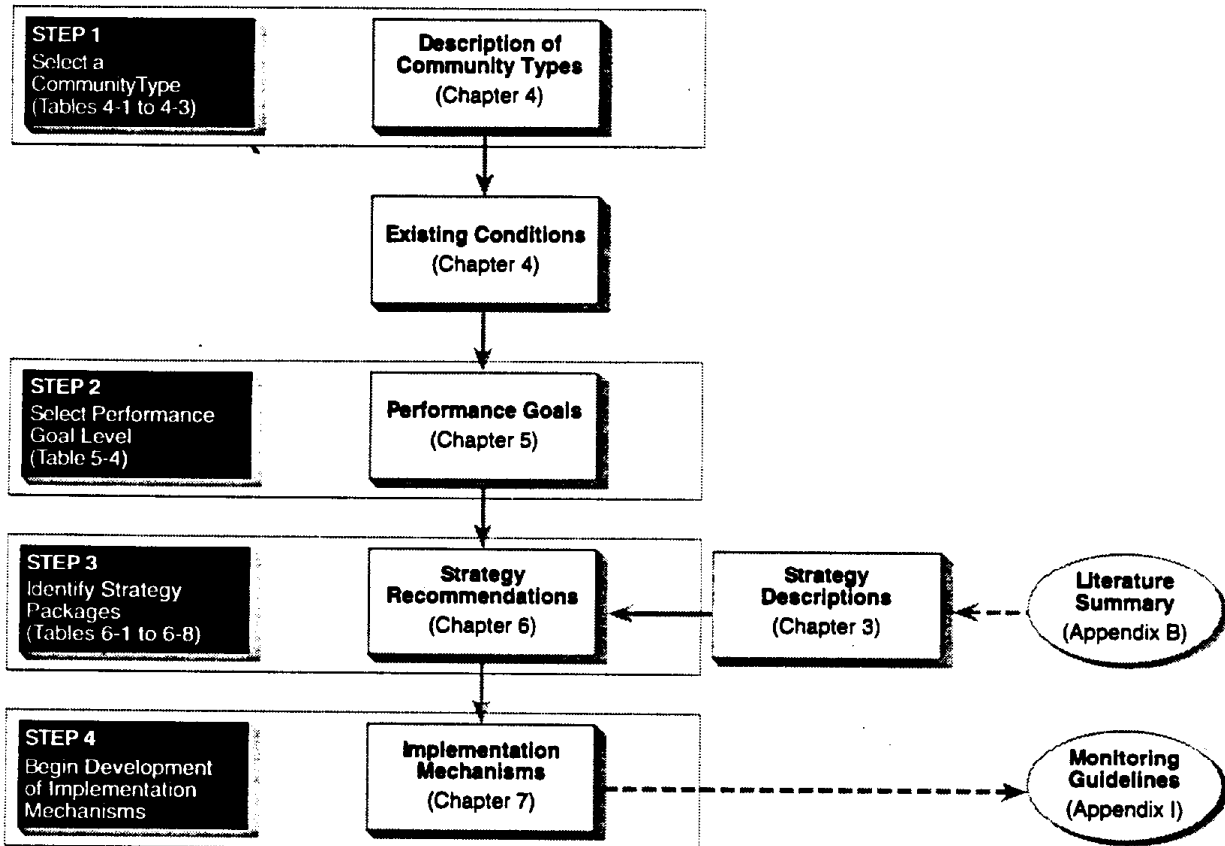 STEP 1
Select a
CommunityType
(Tables 4-1 to 4-3)
Description of
Community Types
(Chapter 4)
Existing Conditions
(Chapter 4)
STEP 2
Select Performance
Goal Level
(Table 5-4)
Performance Goals
(Chapter 5)
STEP 3
Identify Strategy
Packages
(Tables 6-1 to 6-8)
Strategy
Recommendations
(Chapter 6)
Strategy
Descriptions
(Chapter 3)
Literature
Summary
(Appendix B)
STEP 4
Begin Development
of Implementation
Mechanisms
Implementation
Mechanisms
(Chapter 7)
Monitoring
Guidelines
(Appendix I)